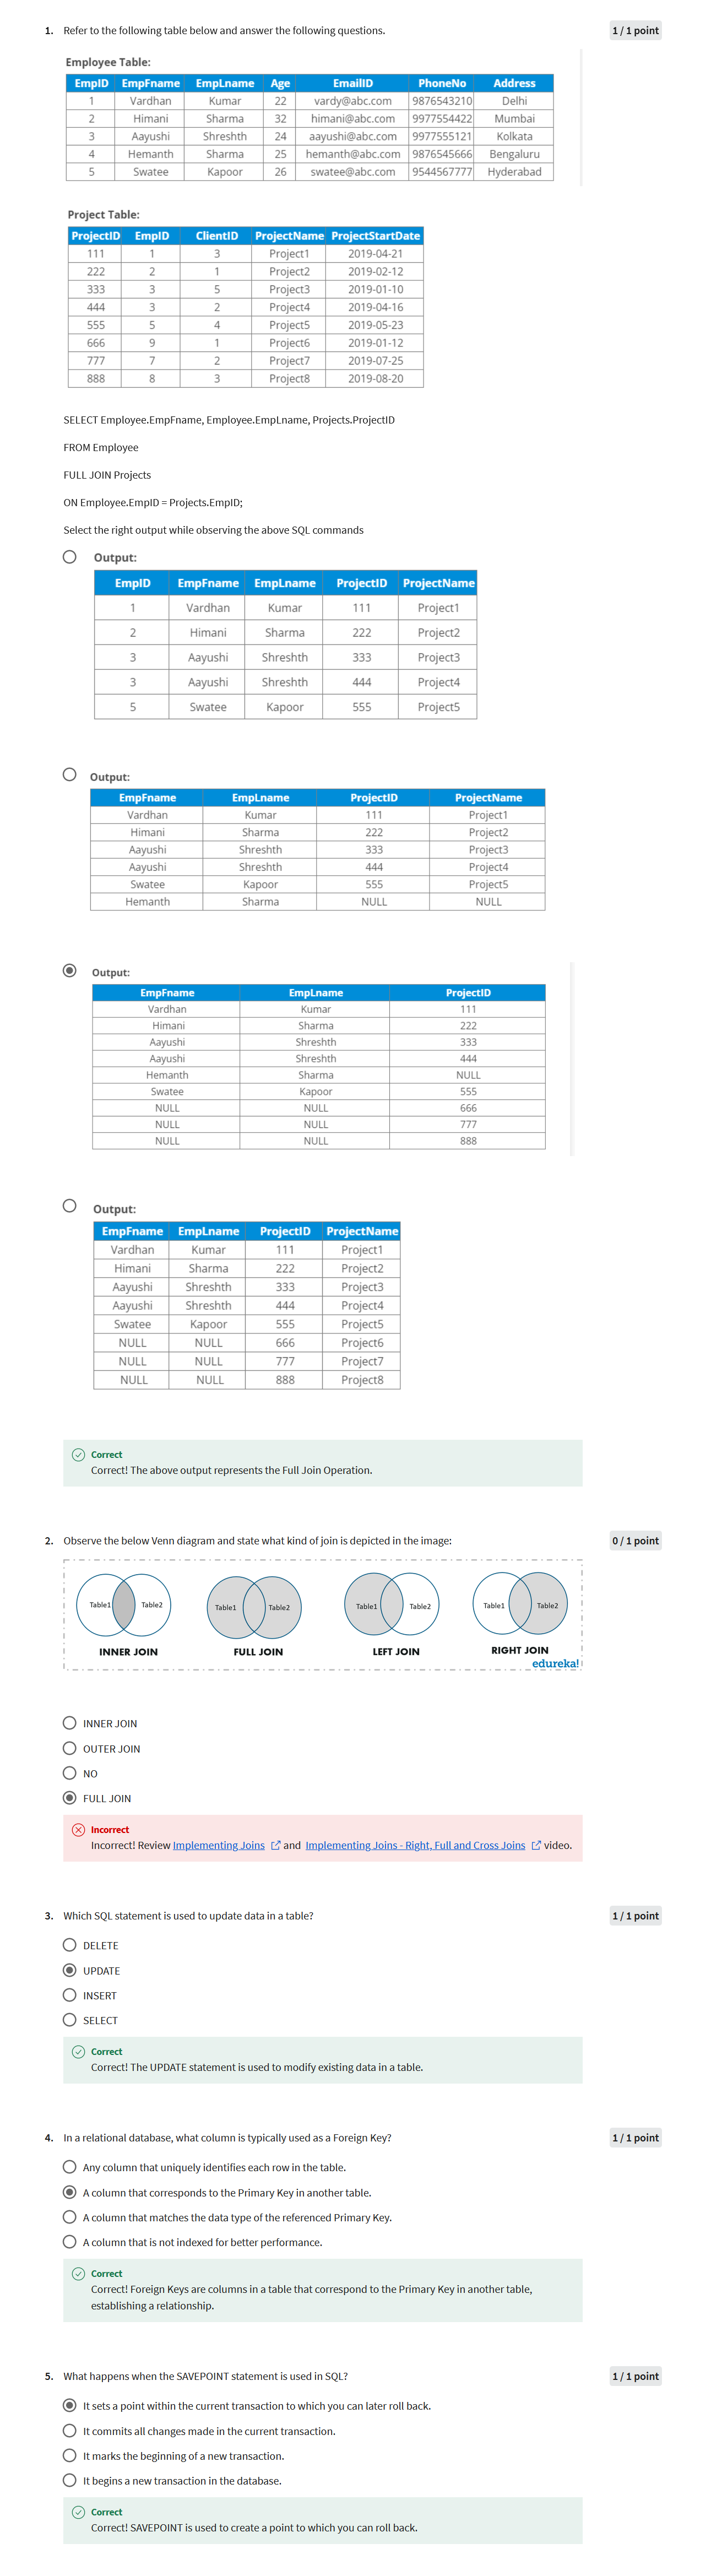 1. Refer to the following table below and answer the following questions.
1 / 1 point
Employee Table:
EmpID EmpFname EmpLname Age EmailID PhoneNo Address
1 Vardhan Kumar 22 vardy@abc.com 9876543210 Delhi
2 Himani Sharma 32 himani@abc.com 9977554422 Mumbai
3 Aayushi Shreshth 24 aayushi@abc.com 9977555121 Kolkata
4 Hemanth Sharma 25 hemanth@abc.com 9876545666 Bengaluru
5 Swatee Kapoor 26 swatee@abc.com 9544567777 Hyderabad
Project Table:
ProjectID EmpID ClientID ProjectName ProjectStartDate
111 1 3 Project1 2019-04-21
222 2 1 Project2 2019-02-12
333 3 5 Project3 2019-01-10
444 3 2 Project4 2019-04-16
555 5 4 Project5 2019-05-23
666 9 1 Project6 2019-01-12
777 7 2 Project7 2019-07-25
888 8 3 Project8 2019-08-20
SELECT Employee.EmpFname, Employee.EmpLname, Projects.ProjectID
FROM Employee
FULL JOIN Projects
ON Employee.EmpID = Projects.EmpID;
Select the right output while observing the above SQL commands
Output:
EmpID EmpFname EmpLname ProjectID ProjectName
1 Vardhan Kumar 111 Project1
2 Himani Sharma 222 Project2
3 Aayushi Shreshth 333 Project3
3 Aayushi Shreshth 444 Project4
5 Swatee Kapoor 555 Project5
Output:
EmpFname EmpLname ProjectID ProjectName
Vardhan Kumar 111 Project1
Himani Sharma 222 Project2
Aayushi Shreshth 333 Project3
Aayushi Shreshth 444 Project4
Swatee Kapoor 555 Project5
Hemanth Sharma NULL NULL
Output:
EmpFname EmpLname ProjectID
Vardhan Kumar 111
Himani Sharma 222
Aayushi Shreshth 333
Aayushi Shreshth 444
Hemanth Sharma NULL
Swatee Kapoor 555
NULL NULL 666
NULL NULL 777
NULL NULL 888
Output:
EmpFname EmpLname ProjectID ProjectName
Vardhan Kumar 111 Project1
Himani Sharma 222 Project2
Aayushi Shreshth 333 Project3
Aayushi Shreshth 444 Project4
Swatee Kapoor 555 Project5
NULL NULL 666 Project6
NULL NULL 777 Project7
NULL NULL 888 Project8
Correct
Correct! The above output represents the Full Join Operation.
2. Observe the below Venn diagram and state what kind of join is depicted in the image:
0 / 1 point
Table1 Table2 Table1 Table2 Table1 Table2 Table1 Table2
INNER JOIN FULL JOIN LEFT JOIN RIGHT JOIN
edureka!
INNER JOIN
OUTER JOIN
NO
FULL JOIN
Incorrect
Incorrect! Review Implementing Joins and Implementing Joins - Right, Full and Cross Joins video.
3. Which SQL statement is used to update data in a table?
1 / 1 point
DELETE
UPDATE
INSERT
SELECT
Correct
Correct! The UPDATE statement is used to modify existing data in a table.
4. In a relational database, what column is typically used as a Foreign Key?
1 / 1 point
Any column that uniquely identifies each row in the table.
A column that corresponds to the Primary Key in another table.
A column that matches the data type of the referenced Primary Key.
A column that is not indexed for better performance.
Correct
Correct! Foreign Keys are columns in a table that correspond to the Primary Key in another table,
establishing a relationship.
5. What happens when the SAVEPOINT statement is used in SQL?
1 / 1 point
It sets a point within the current transaction to which you can later roll back.
It commits all changes made in the current transaction.
It marks the beginning of a new transaction.
It begins a new transaction in the database.
Correct
Correct! SAVEPOINT is used to create a point to which you can roll back.